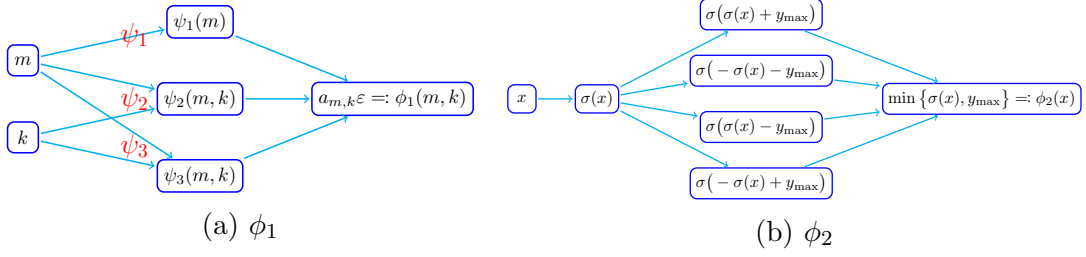 m
k
ψ₁
ψ₂
ψ₃
ψ₁(m)
ψ₂(m, k)
ψ₃(m, k)
a_{m,k}ε =: ϕ₁(m, k)
(a) ϕ₁
x
σ(x)
σ(σ(x) + y_max)
σ(− σ(x) − y_max)
σ(σ(x) − y_max)
σ(− σ(x) + y_max)
min {σ(x), y_max} =: ϕ₂(x)
(b) ϕ₂